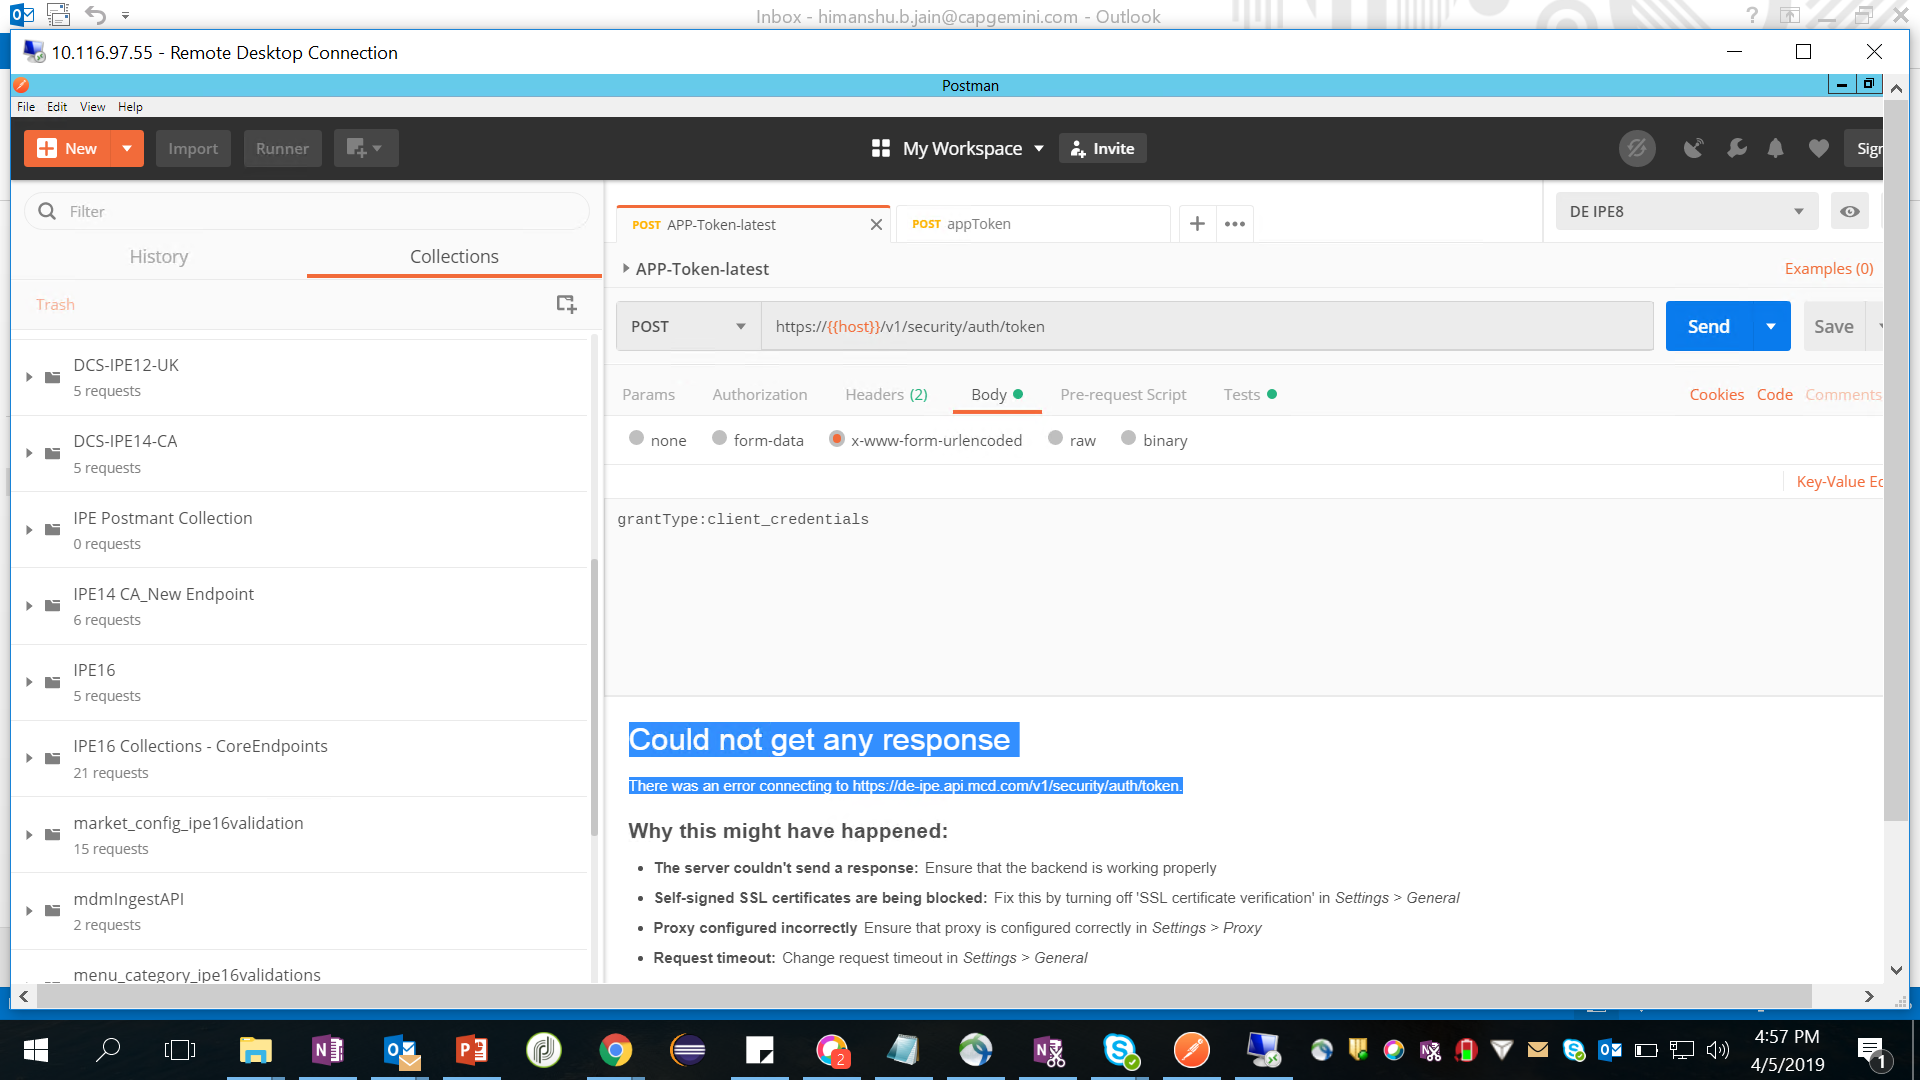 Inbox - himanshu.b.jain@capgemini.com - Outlook
10.116.97.55 - Remote Desktop Connection
Postman
File Edit View Help
New Import Runner
My Workspace
Invite
Sign
Filter
History Collections
Trash
DCS-IPE12-UK
5 requests
DCS-IPE14-CA
5 requests
IPE Postmant Collection
0 requests
IPE14 CA_New Endpoint
6 requests
IPE16
5 requests
IPE16 Collections - CoreEndpoints
21 requests
market_config_ipe16validation
15 requests
mdmIngestAPI
2 requests
menu_category_ipe16validations
POST APP-Token-latest
POST appToken
DE IPE8
APP-Token-latest
Examples (0)
POST
https://{{host}}/v1/security/auth/token
Send
Save
Params Authorization Headers (2) Body Pre-request Script Tests
Cookies Code Comments
none form-data x-www-form-urlencoded raw binary
Key-Value Ed
grantType:client_credentials
Could not get any response
There was an error connecting to https://de-ipe.api.mcd.com/v1/security/auth/token.
Why this might have happened:
• The server couldn't send a response: Ensure that the backend is working properly
• Self-signed SSL certificates are being blocked: Fix this by turning off 'SSL certificate verification' in Settings > General
• Proxy configured incorrectly Ensure that proxy is configured correctly in Settings > Proxy
• Request timeout: Change request timeout in Settings > General
2
4:57 PM
4/5/2019
1